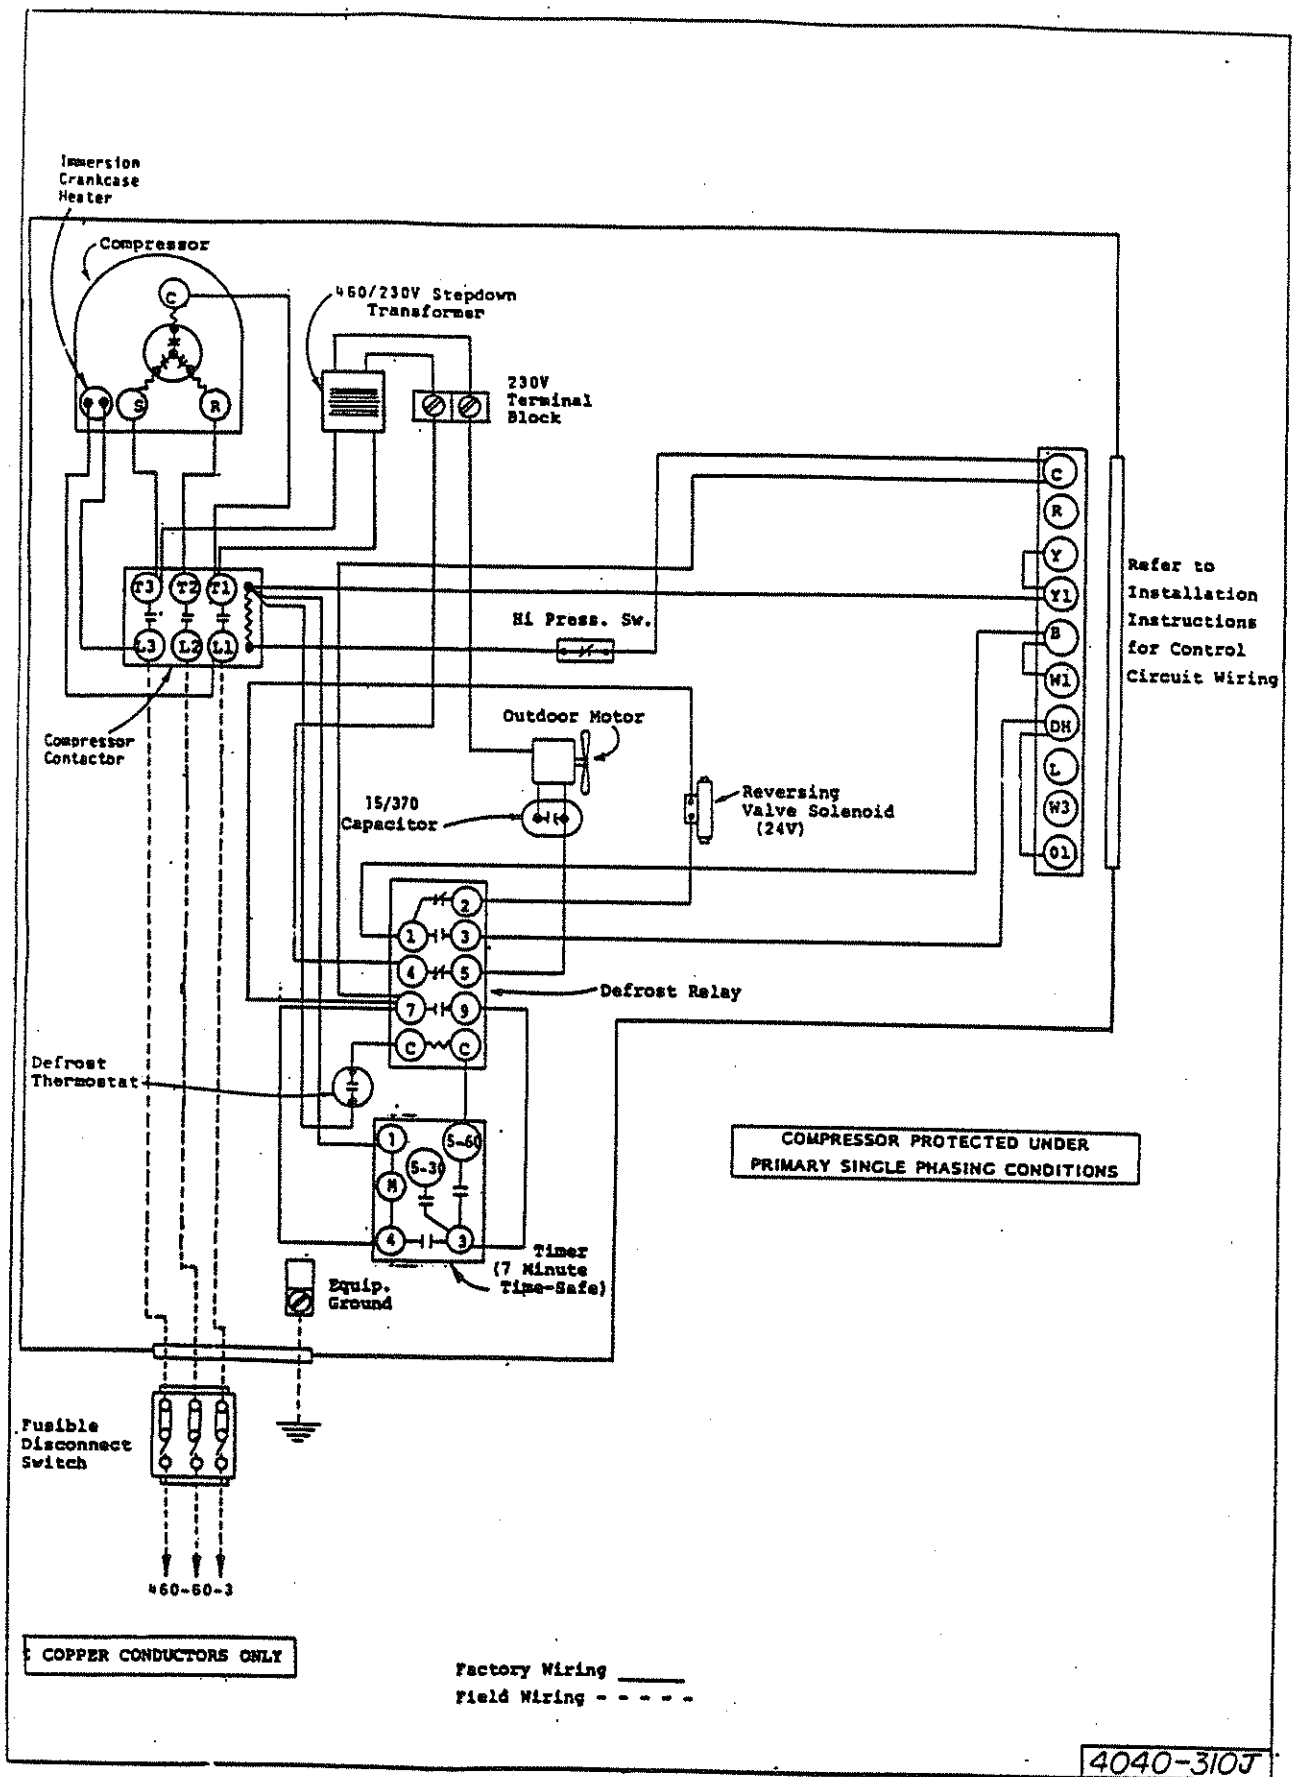 Immersion
Crankcase
Heater
Compressor
C
S
R
460/230V Stepdown
Transformer
230V
Terminal
Block
T3
T2
T1
L3
L2
L1
Compressor
Contactor
Hi Press. Sw.
C
R
Y
Y1
B
W1
DH
L
W3
O1
Refer to
Installation
Instructions
for Control
Circuit Wiring
Outdoor Motor
15/370
Capacitor
Reversing
Valve Solenoid
(24V)
2
1
3
4
5
7
9
C
C
Defrost Relay
Defrost
Thermostat
1
5-60
5-30
M
4
3
Timer
(7 Minute
Time-Safe)
COMPRESSOR PROTECTED UNDER
PRIMARY SINGLE PHASING CONDITIONS
Equip.
Ground
Fusible
Disconnect
Switch
460-60-3
COPPER CONDUCTORS ONLY
Factory Wiring
Field Wiring
4040-310J